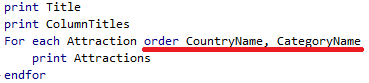 print Title
print ColumnTitles
For each Attraction order CountryName, CategoryName
    print Attractions
endfor